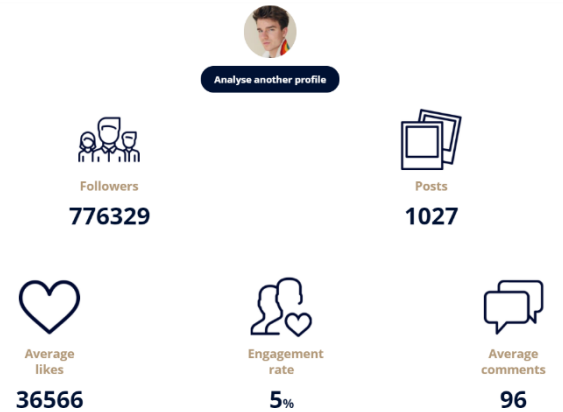 Analyse another profile
Followers
Posts
776329
1027
Average
likes
Engagement
rate
Average
comments
36566
5%
96